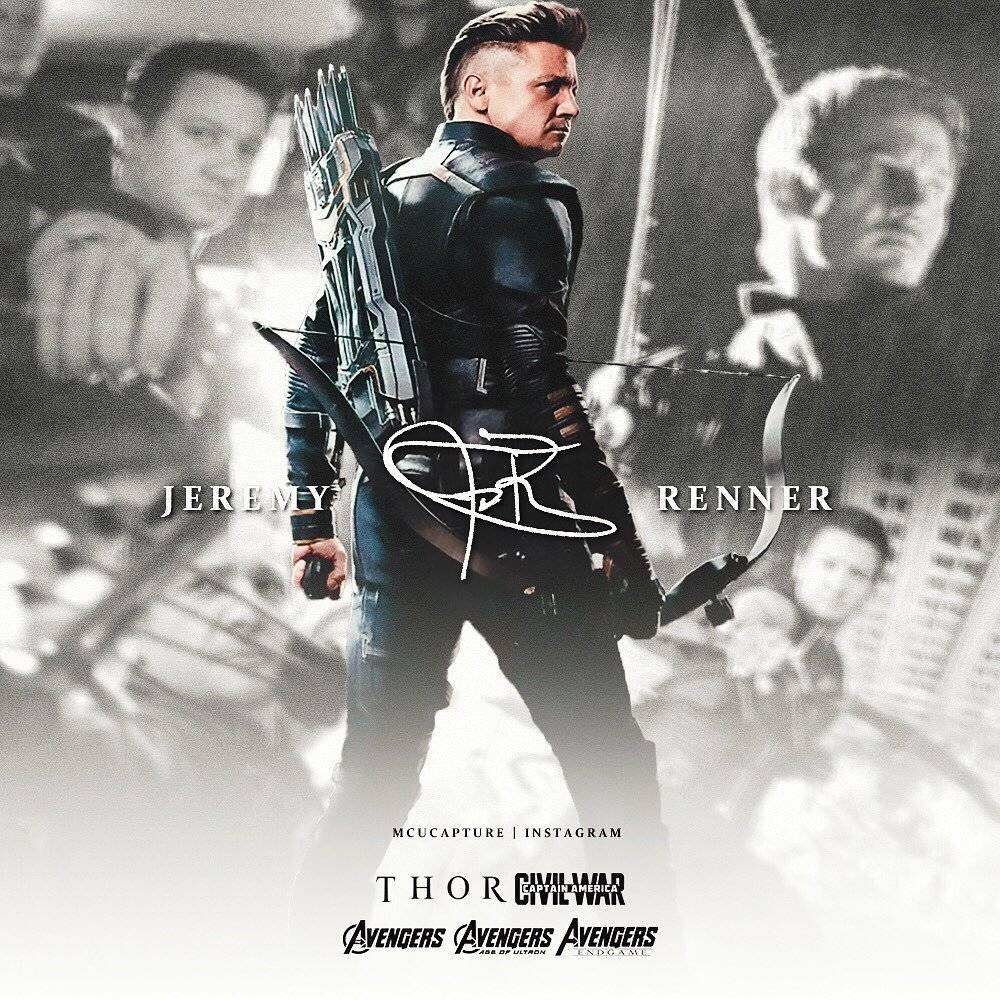 JEREMY RENNER
MCUCAPTURE | INSTAGRAM
THOR CAPTAIN AMERICA CIVIL WAR
AVENGERS AVENGERS AGE OF ULTRON AVENGERS ENDGAME